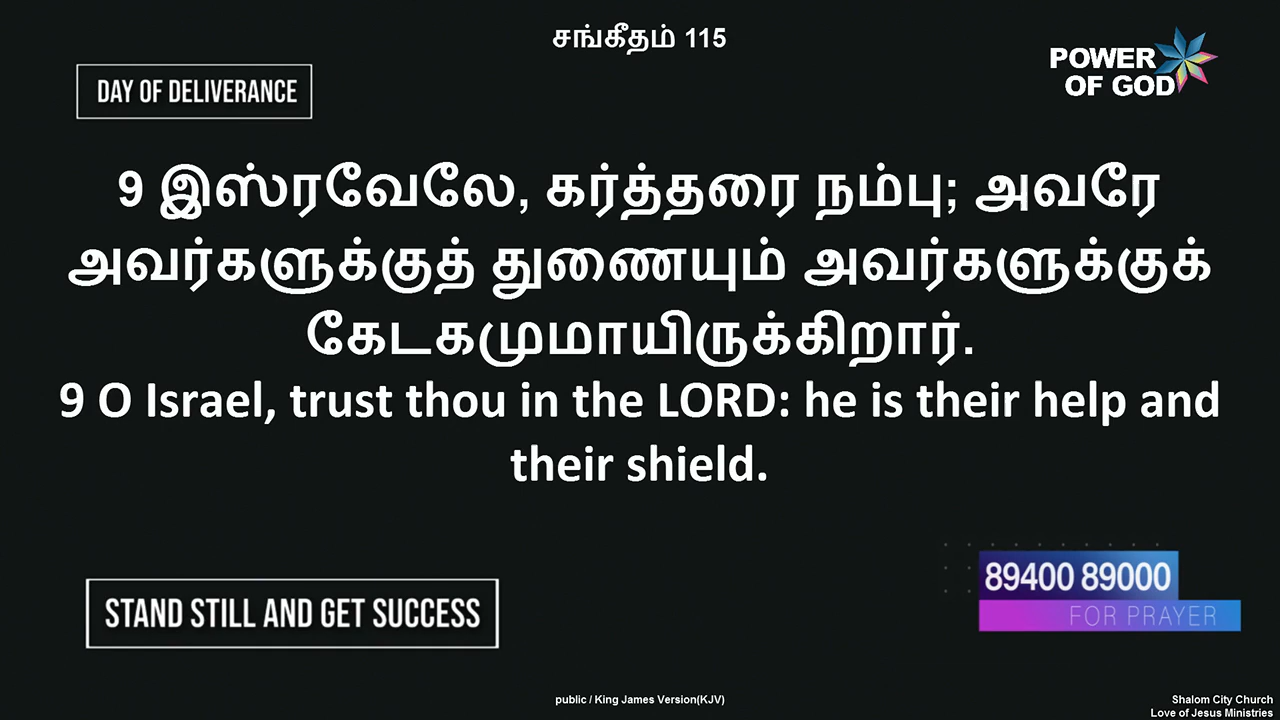 சங்கீதம் 115
DAY OF DELIVERANCE
POWER
OF GOD
9 இஸ்ரவேலே, கர்த்தரை நம்பு; அவரே
அவர்களுக்குத் துணையும் அவர்களுக்குக்
கேடகமுமாயிருக்கிறார்.
9 O Israel, trust thou in the LORD: he is their help and
their shield.
89400 89000
FOR PRAYER
STAND STILL AND GET SUCCESS
public / King James Version(KJV)
Shalom City Church
Love of Jesus Ministries